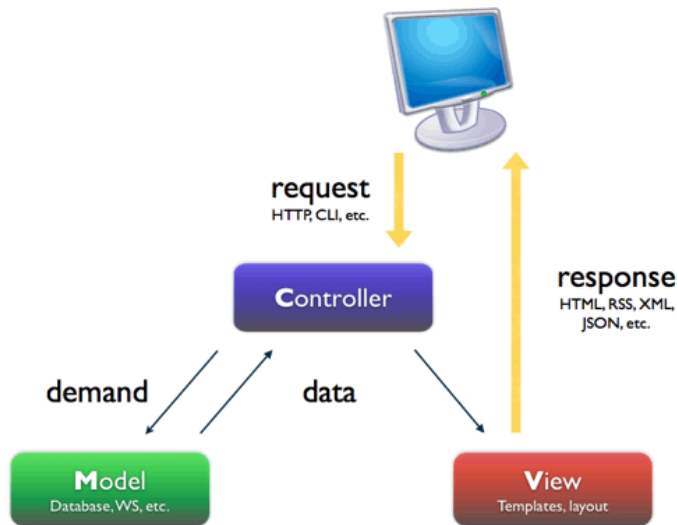 request
HTTP, CLI, etc.
Controller
response
HTML, RSS, XML,
JSON, etc.
demand
data
Model
Database, WS, etc.
View
Templates, layout